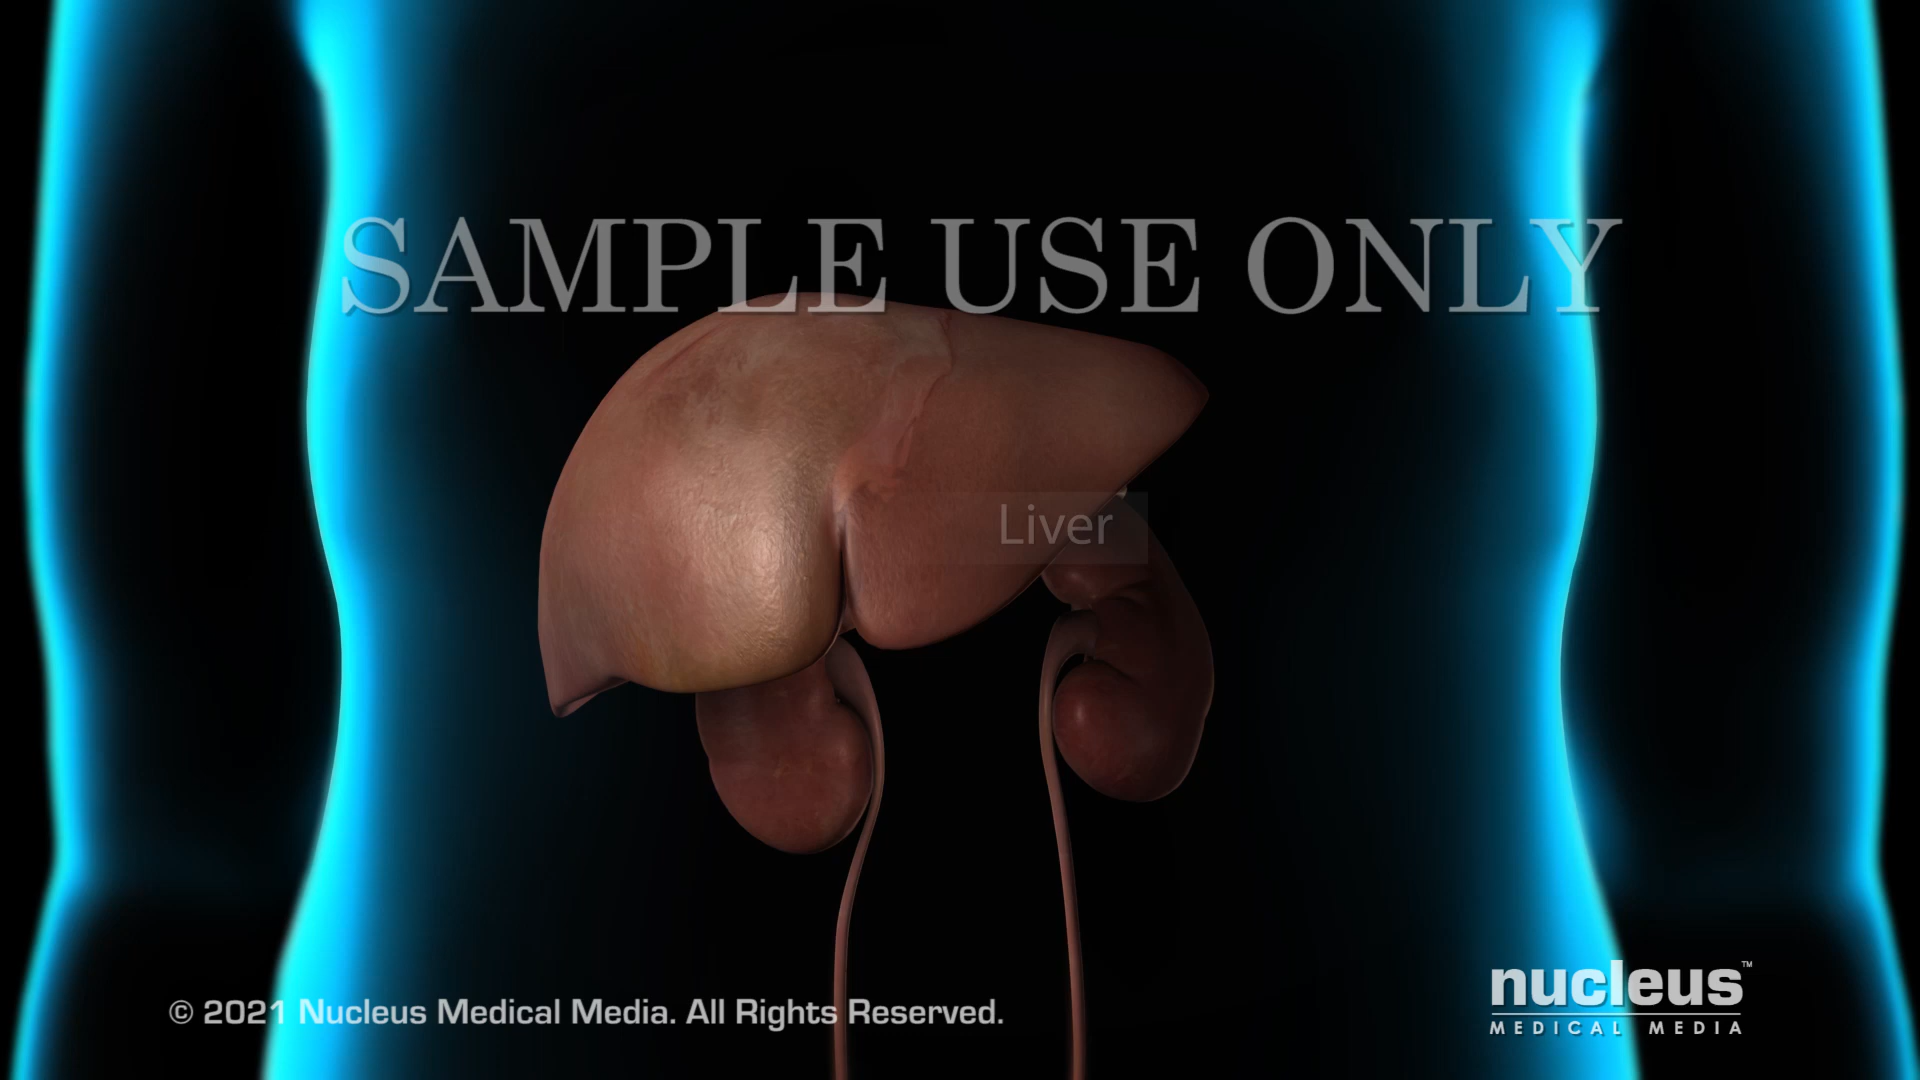 SAMPLE USE ONLY
Liver
© 2021 Nucleus Medical Media. All Rights Reserved.
nucleus™
MEDICAL MEDIA